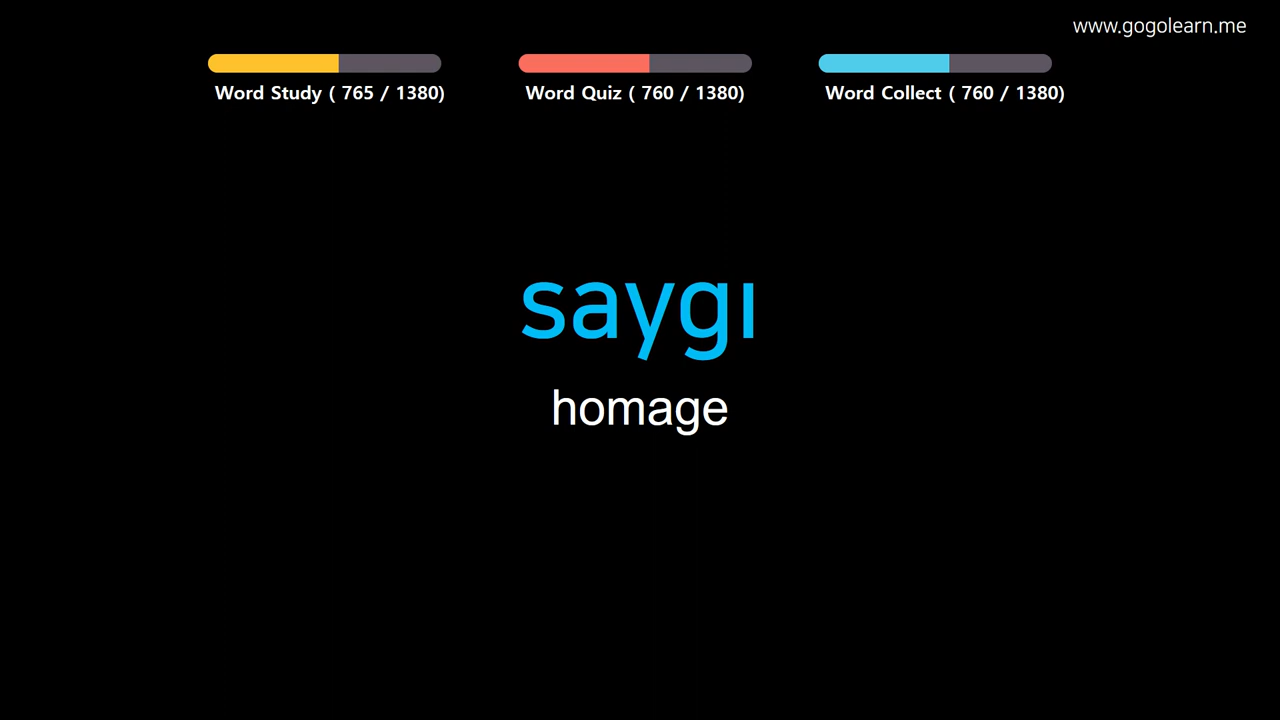 www.gogolearn.me
Word Study ( 765 / 1380)
Word Quiz ( 760 / 1380)
Word Collect ( 760 / 1380)
saygı
homage